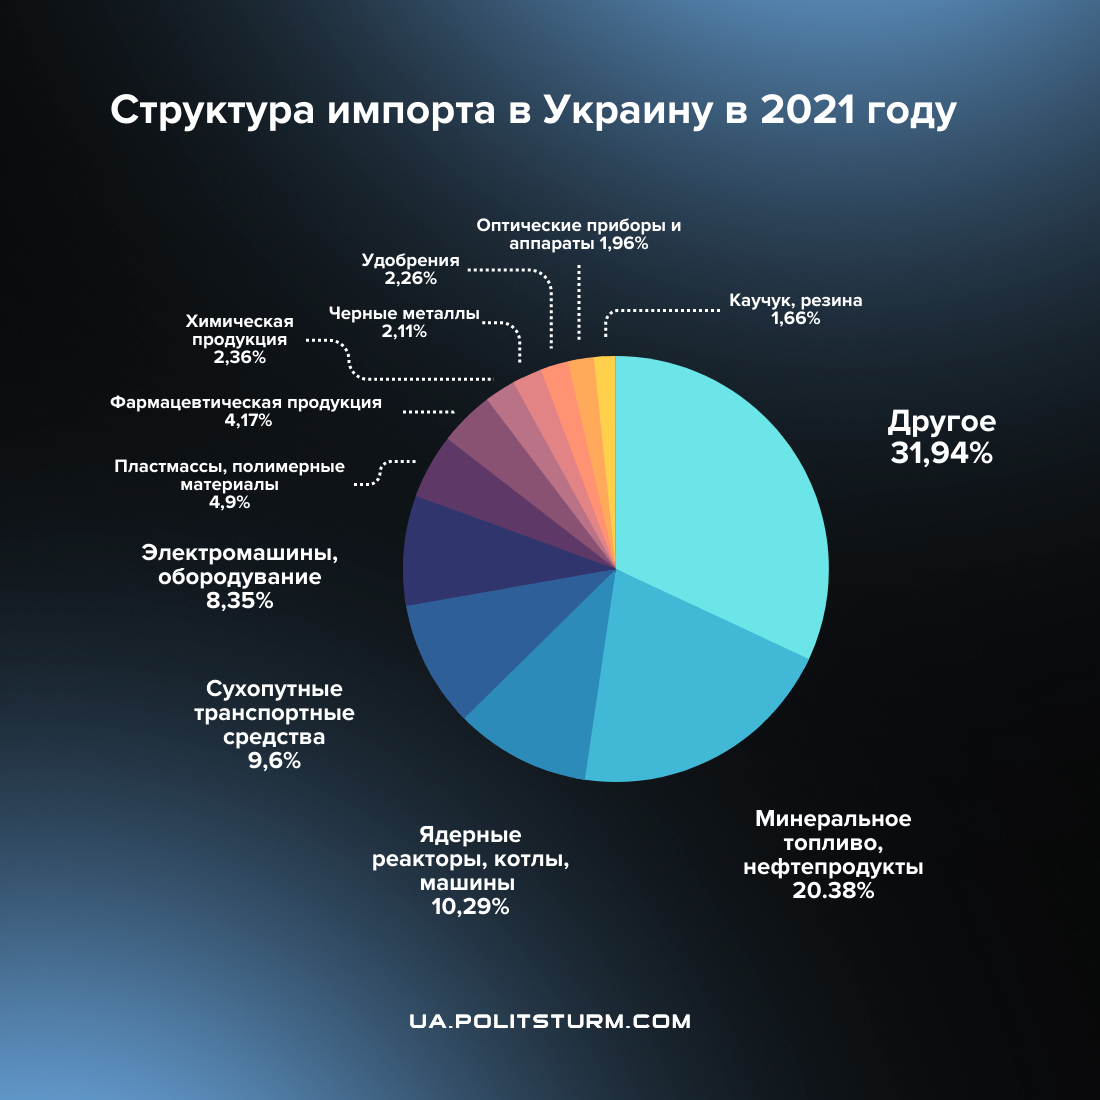 Структура импорта в Украину в 2021 году
Оптические приборы и
аппараты 1,96%
Удобрения
2,26%
Каучук, резина
1,66%
Черные металлы
2,11%
Химическая
продукция
2,36%
Фармацевтическая продукция
4,17%
Другое
31,94%
Пластмассы, полимерные
материалы
4,9%
Электромашины,
обородувание
8,35%
Сухопутные
транспортные
средства
9,6%
Ядерные
реакторы, котлы,
машины
10,29%
Минеральное
топливо,
нефтепродукты
20.38%
UA.POLITSTURM.COM